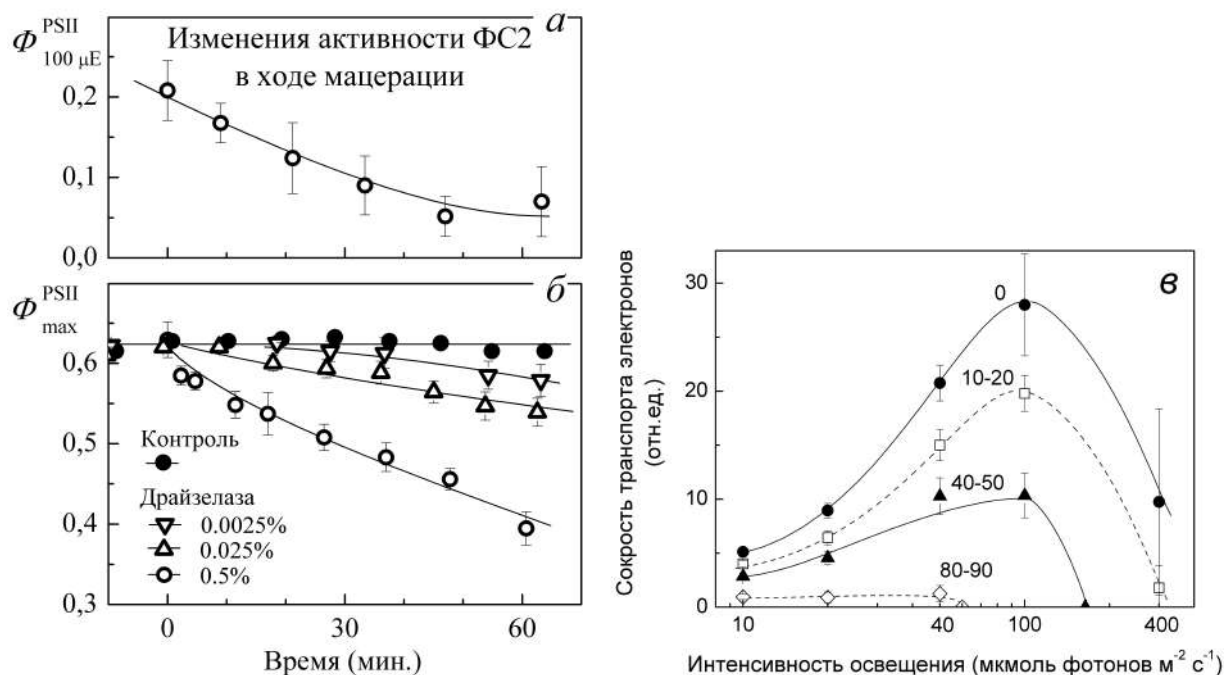 Φ PSII 100 μE
а
Изменения активности ФС2
в ходе мацерации
0,2
0,1
0,0
Φ PSII max
б
0,6
0,5
0,4
0,3
Контроль
Драйзелаза
0.0025%
0.025%
0.5%
0 30 60
Время (мин.)
Сокрость транспорта электронов
(отн.ед.)
в
30
20
10
0
0
10-20
40-50
80-90
10 40 100 400
Интенсивность освещения (мкмоль фотонов м⁻² с⁻¹)